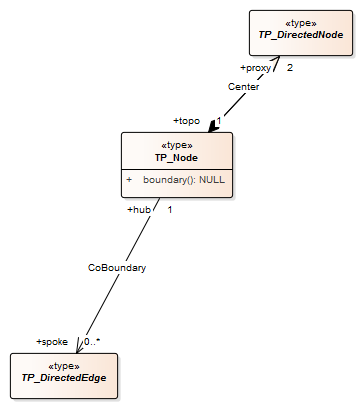 «type»
TP_DirectedNode
+proxy 2
Center
+topo 1
«type»
TP_Node
+ boundary(): NULL
+hub 1
CoBoundary
+spoke 0..*
«type»
TP_DirectedEdge